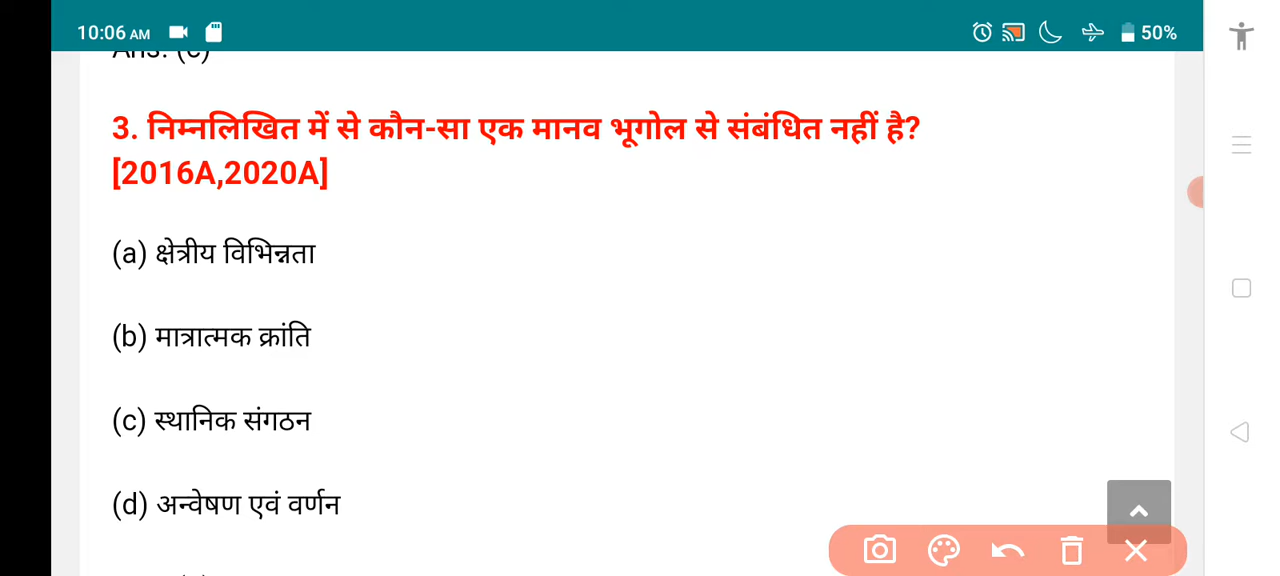 10:06 AM
50%
3. निम्नलिखित में से कौन-सा एक मानव भूगोल से संबंधित नहीं है?
[2016A,2020A]
(a) क्षेत्रीय विभिन्नता
(b) मात्रात्मक क्रांति
(c) स्थानिक संगठन
(d) अन्वेषण एवं वर्णन